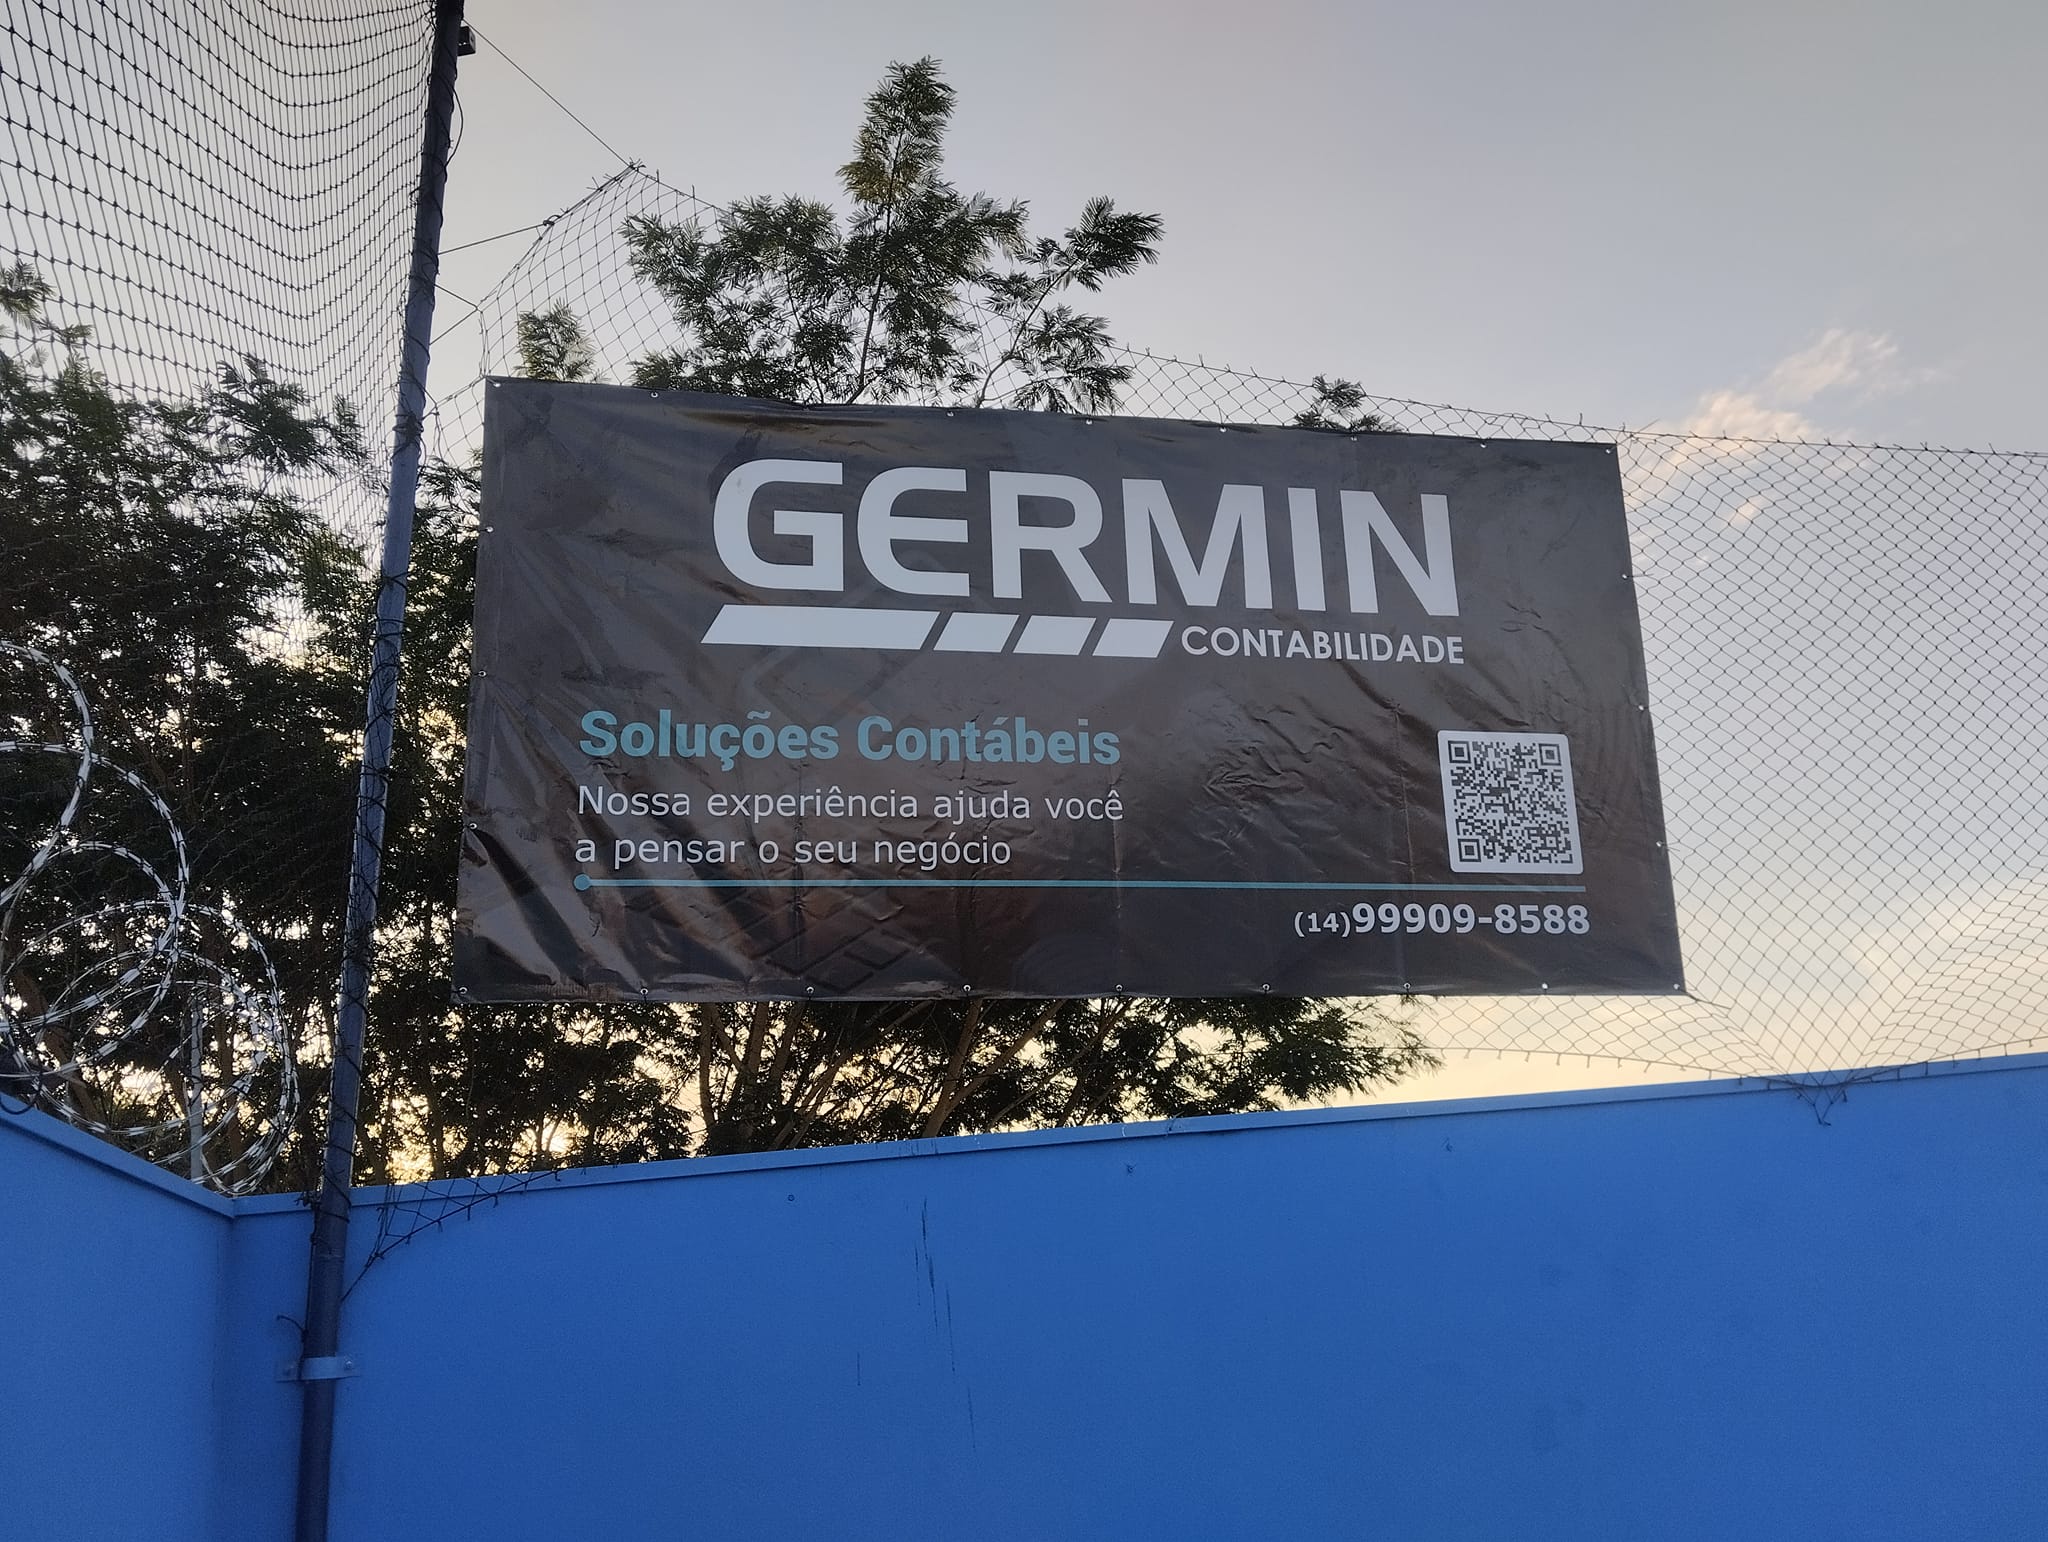 GERMIN
CONTABILIDADE
Soluções Contábeis
Nossa experiência ajuda você
a pensar o seu negócio
(14)99909-8588